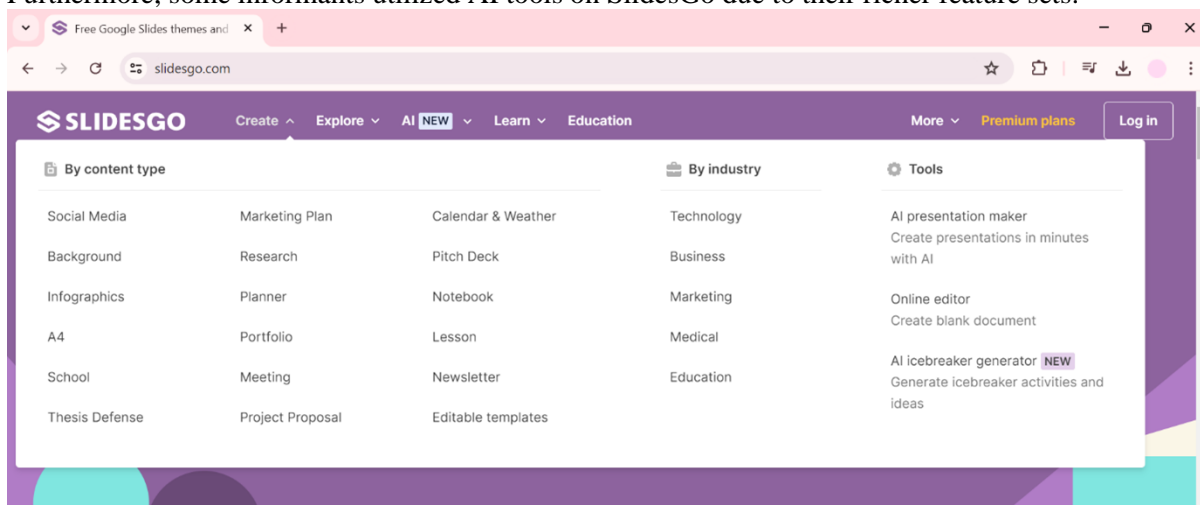 Furthermore, some informants utilized AI tools on SlidesGo due to their richer feature sets.
Free Google Slides themes and
slidesgo.com
SLIDESGO Create Explore AI NEW Learn Education More Premium plans Log in
By content type By industry Tools
Social Media Marketing Plan Calendar & Weather Technology AI presentation maker
Create presentations in minutes
Background Research Pitch Deck Business with AI
Infographics Planner Notebook Marketing Online editor
Create blank document
A4 Portfolio Lesson Medical
AI icebreaker generator NEW
School Meeting Newsletter Education Generate icebreaker activities and
ideas
Thesis Defense Project Proposal Editable templates